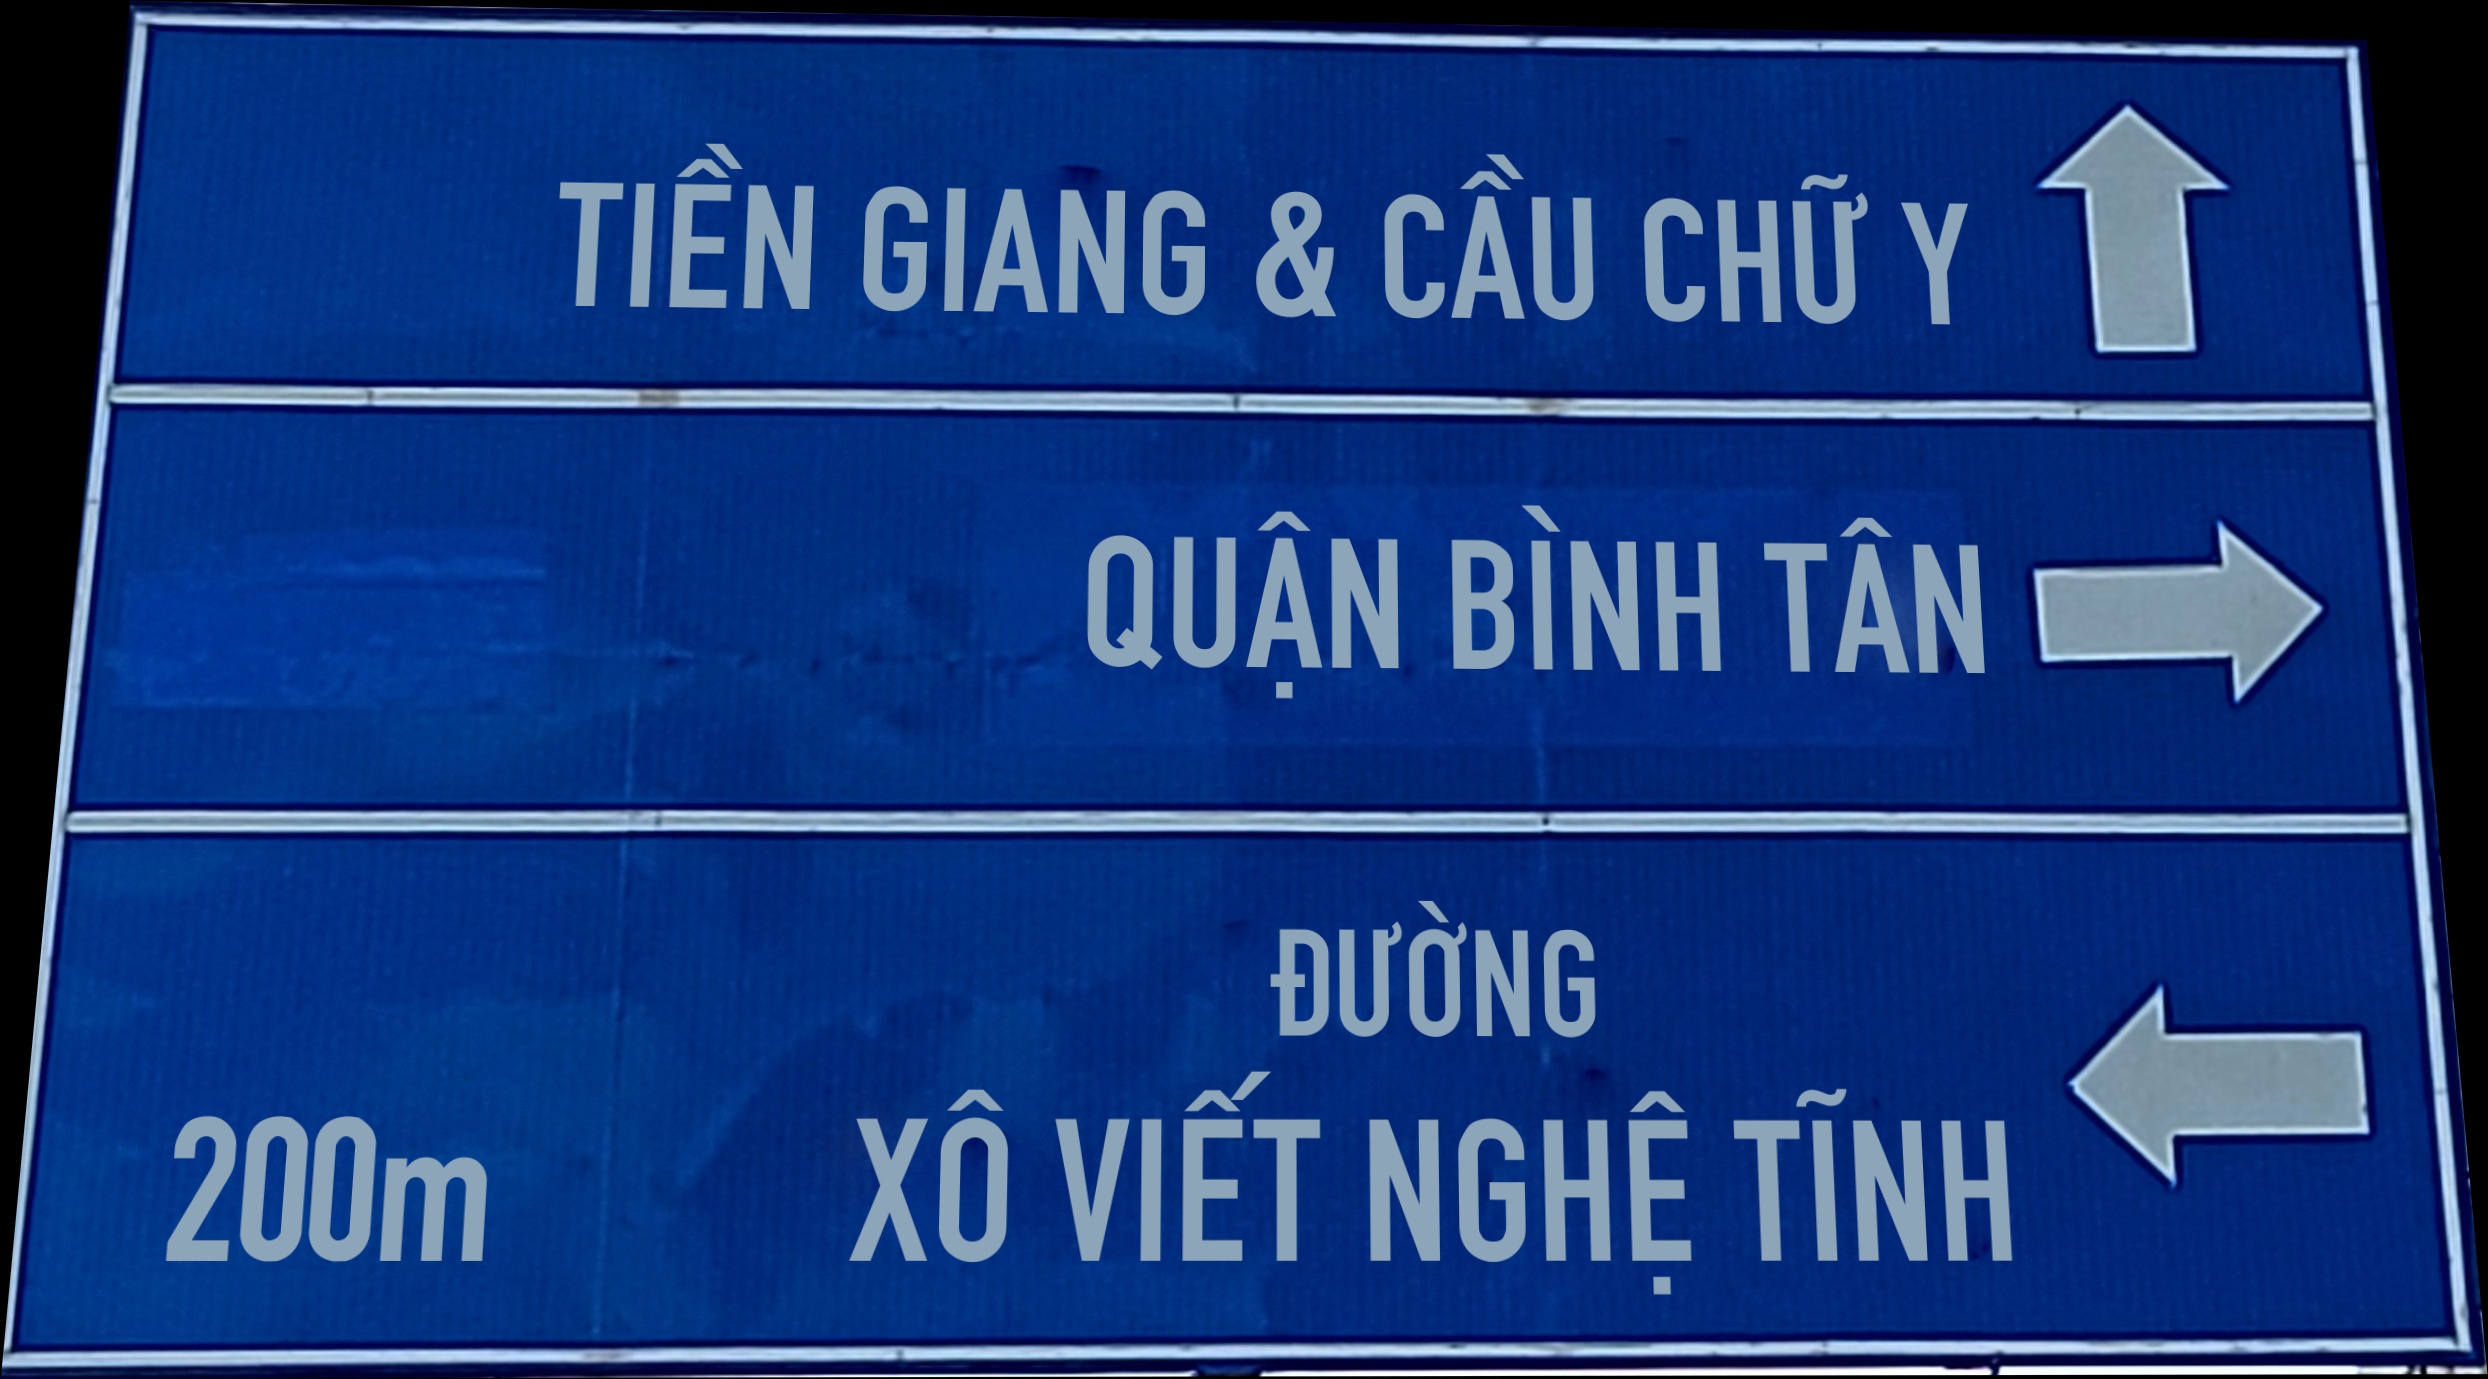 TIỀN GIANG & CẦU CHỮ Y
QUẬN BÌNH TÂN
ĐƯỜNG
XÔ VIẾT NGHỆ TĨNH
200m